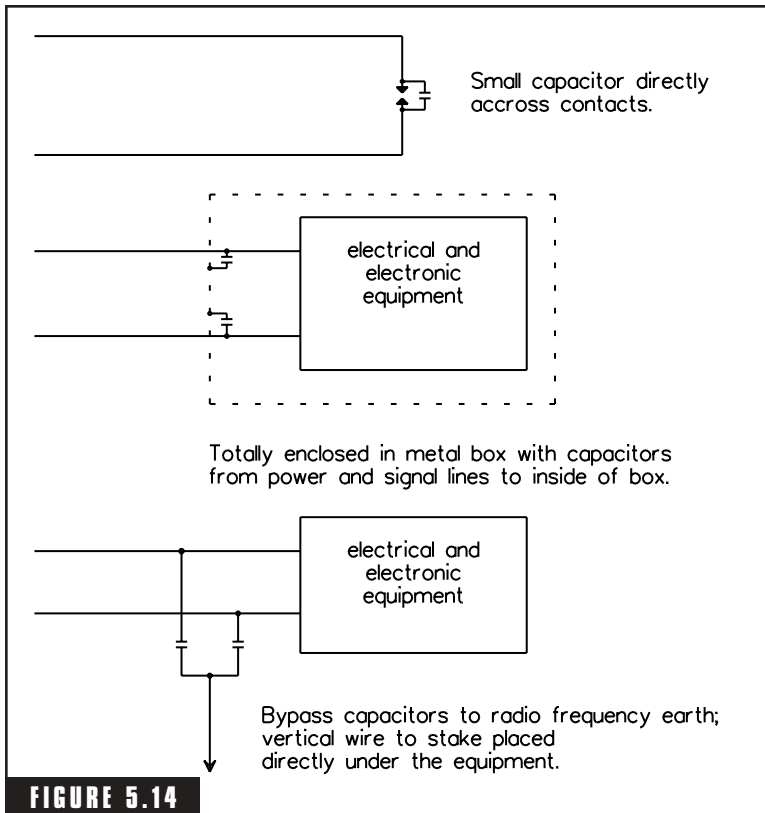 Small capacitor directly
accross contacts.
electrical and
electronic
equipment
Totally enclosed in metal box with capacitors
from power and signal lines to inside of box.
electrical and
electronic
equipment
Bypass capacitors to radio frequency earth;
vertical wire to stake placed
directly under the equipment.
FIGURE 5.14